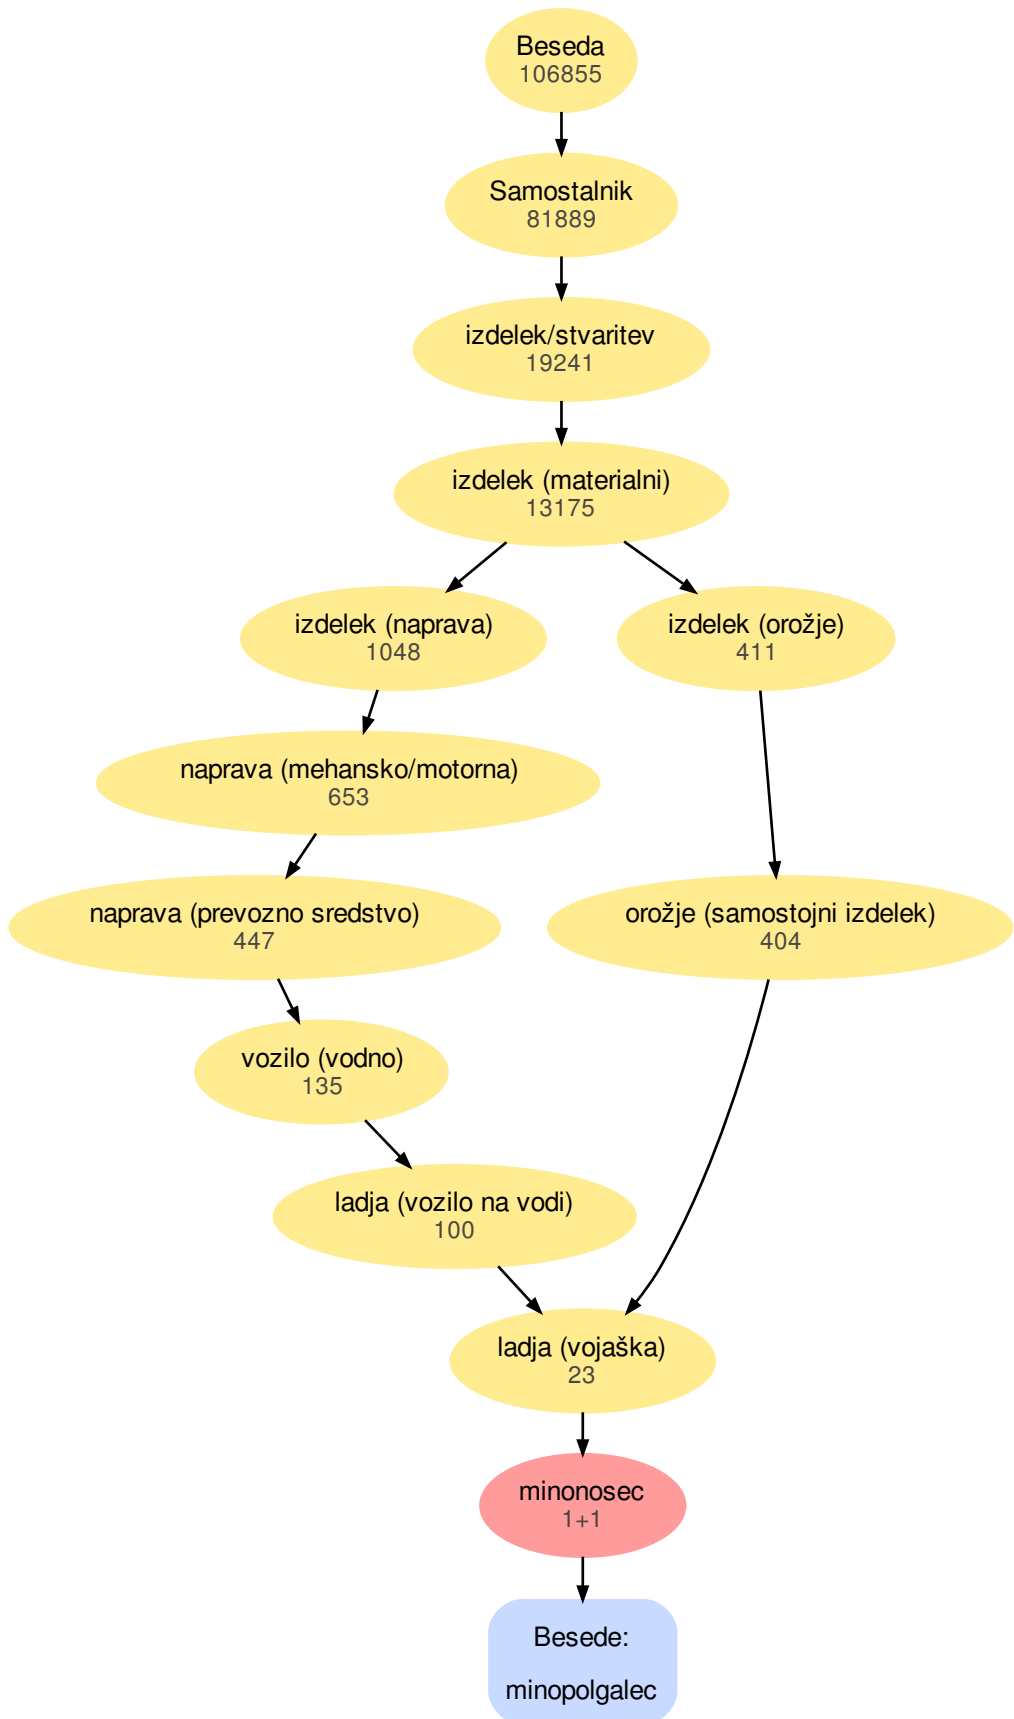 Beseda
106855
Samostalnik
81889
izdelek/stvaritev
19241
izdelek (materialni)
13175
izdelek (naprava)
1048
izdelek (orožje)
411
naprava (mehansko/motorna)
653
naprava (prevozno sredstvo)
447
orožje (samostojni izdelek)
404
vozilo (vodno)
135
ladja (vozilo na vodi)
100
ladja (vojaška)
23
minonosec
1+1
Besede:
minopolgalec